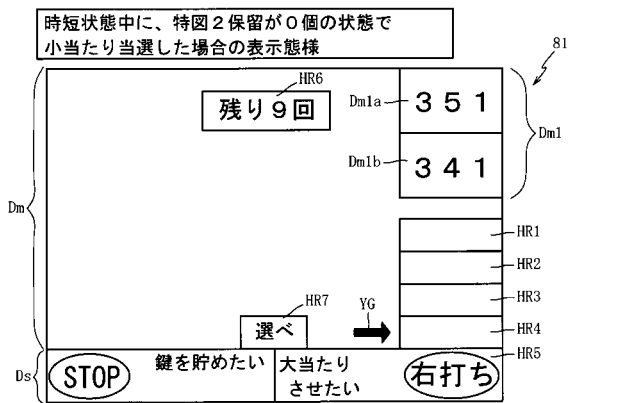 時短状態中に、特図２保留が０個の状態で
小当たり当選した場合の表示態様
81
HR6
残り９回
Dm1a
３５１
Dm1
Dm1b
３４１
Dm
HR1
HR2
HR3
HR7
YG
HR4
選べ
HR5
Ds
STOP
鍵を貯めたい
大当たり
させたい
右打ち